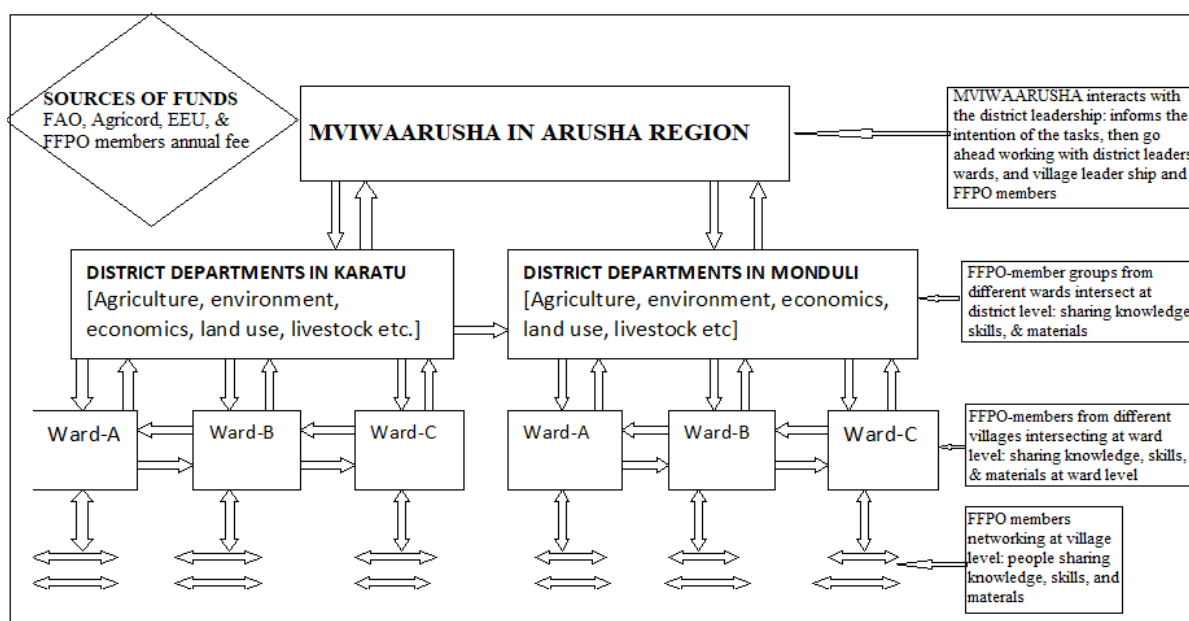 SOURCES OF FUNDS
FAO, Agricord, EEU, &
FFPO members annual fee
MVIWAARUSHA IN ARUSHA REGION
MVIWAARUSHA interacts with
the district leadership: informs the
intention of the tasks, then go
ahead working with district leaders
wards, and village leader ship and
FFPO members
DISTRICT DEPARTMENTS IN KARATU
[Agriculture, environment,
economics, land use, livestock etc.]
DISTRICT DEPARTMENTS IN MONDULI
[Agriculture, environment, economics,
land use, livestock etc]
FFPO-member groups from
different wards intersect at
district level: sharing knowledge
skills, & materials
Ward-A
Ward-B
Ward-C
Ward-A
Ward-B
Ward-C
FFPO-members from different
villages intersecting at ward
level: sharing knowledge, skills,
& materials at ward level
FFPO members
networking at village
level: people sharing
knowledge, skills, and
materals